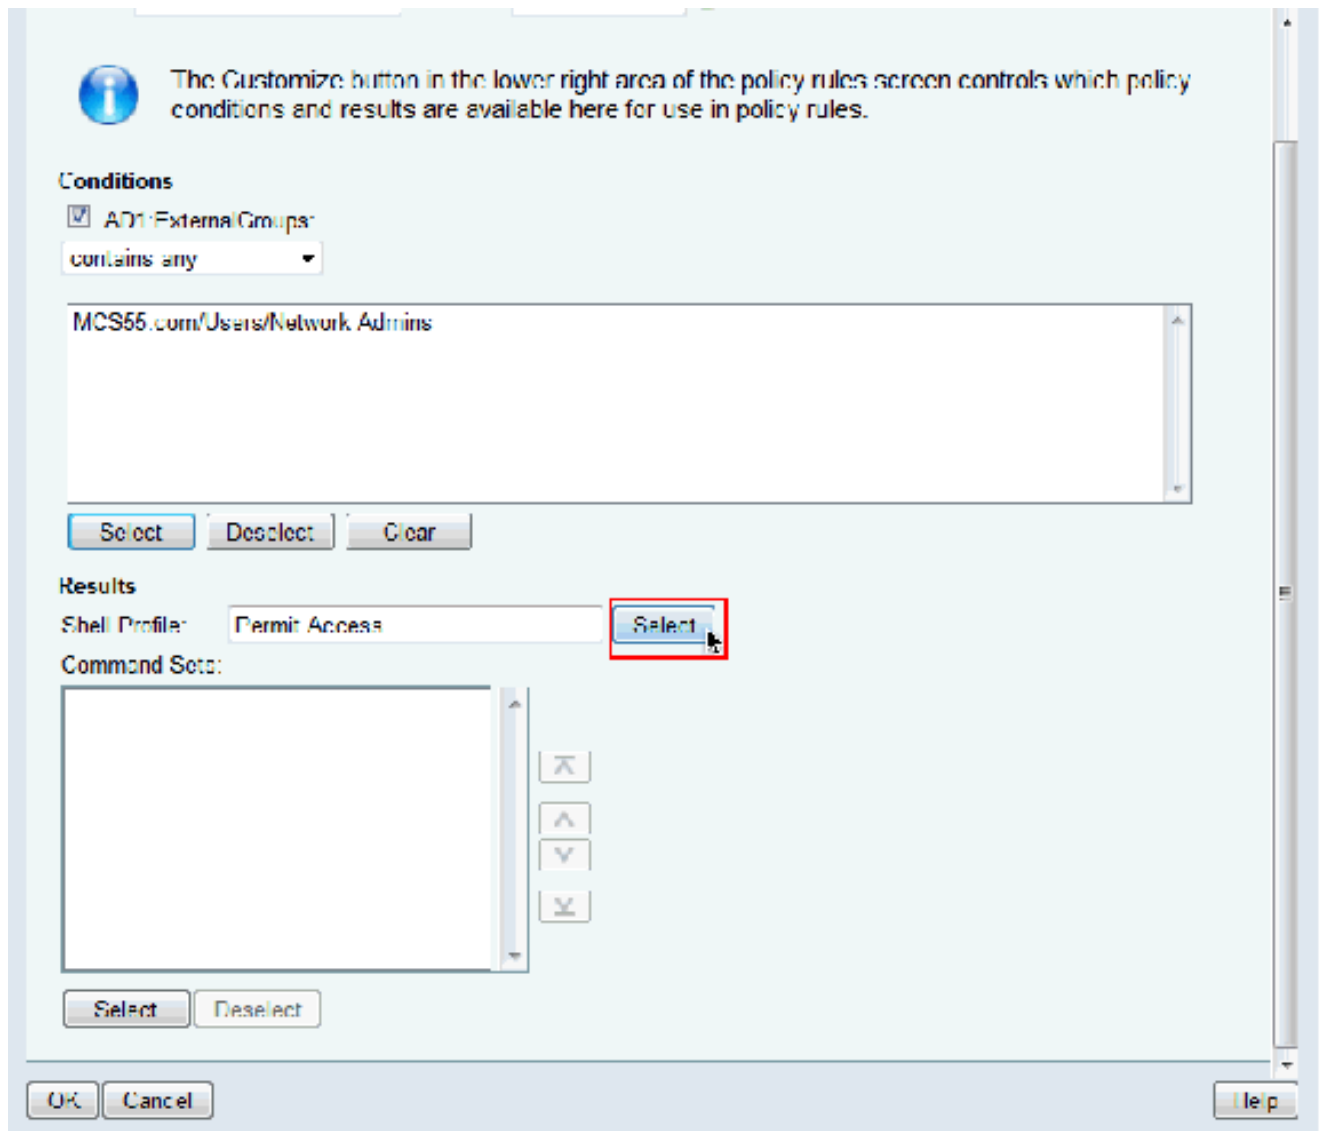 The Customize button in the lower right area of the policy rules screen controls which policy
conditions and results are available here for use in policy rules.
Conditions
AD1:ExternalGroups:
contains any
MCS55.com/Users/Network Admins
Select Deselect Clear
Results
Shell Profile: Permit Access Select
Command Sets:
Select Deselect
OK Cancel Help